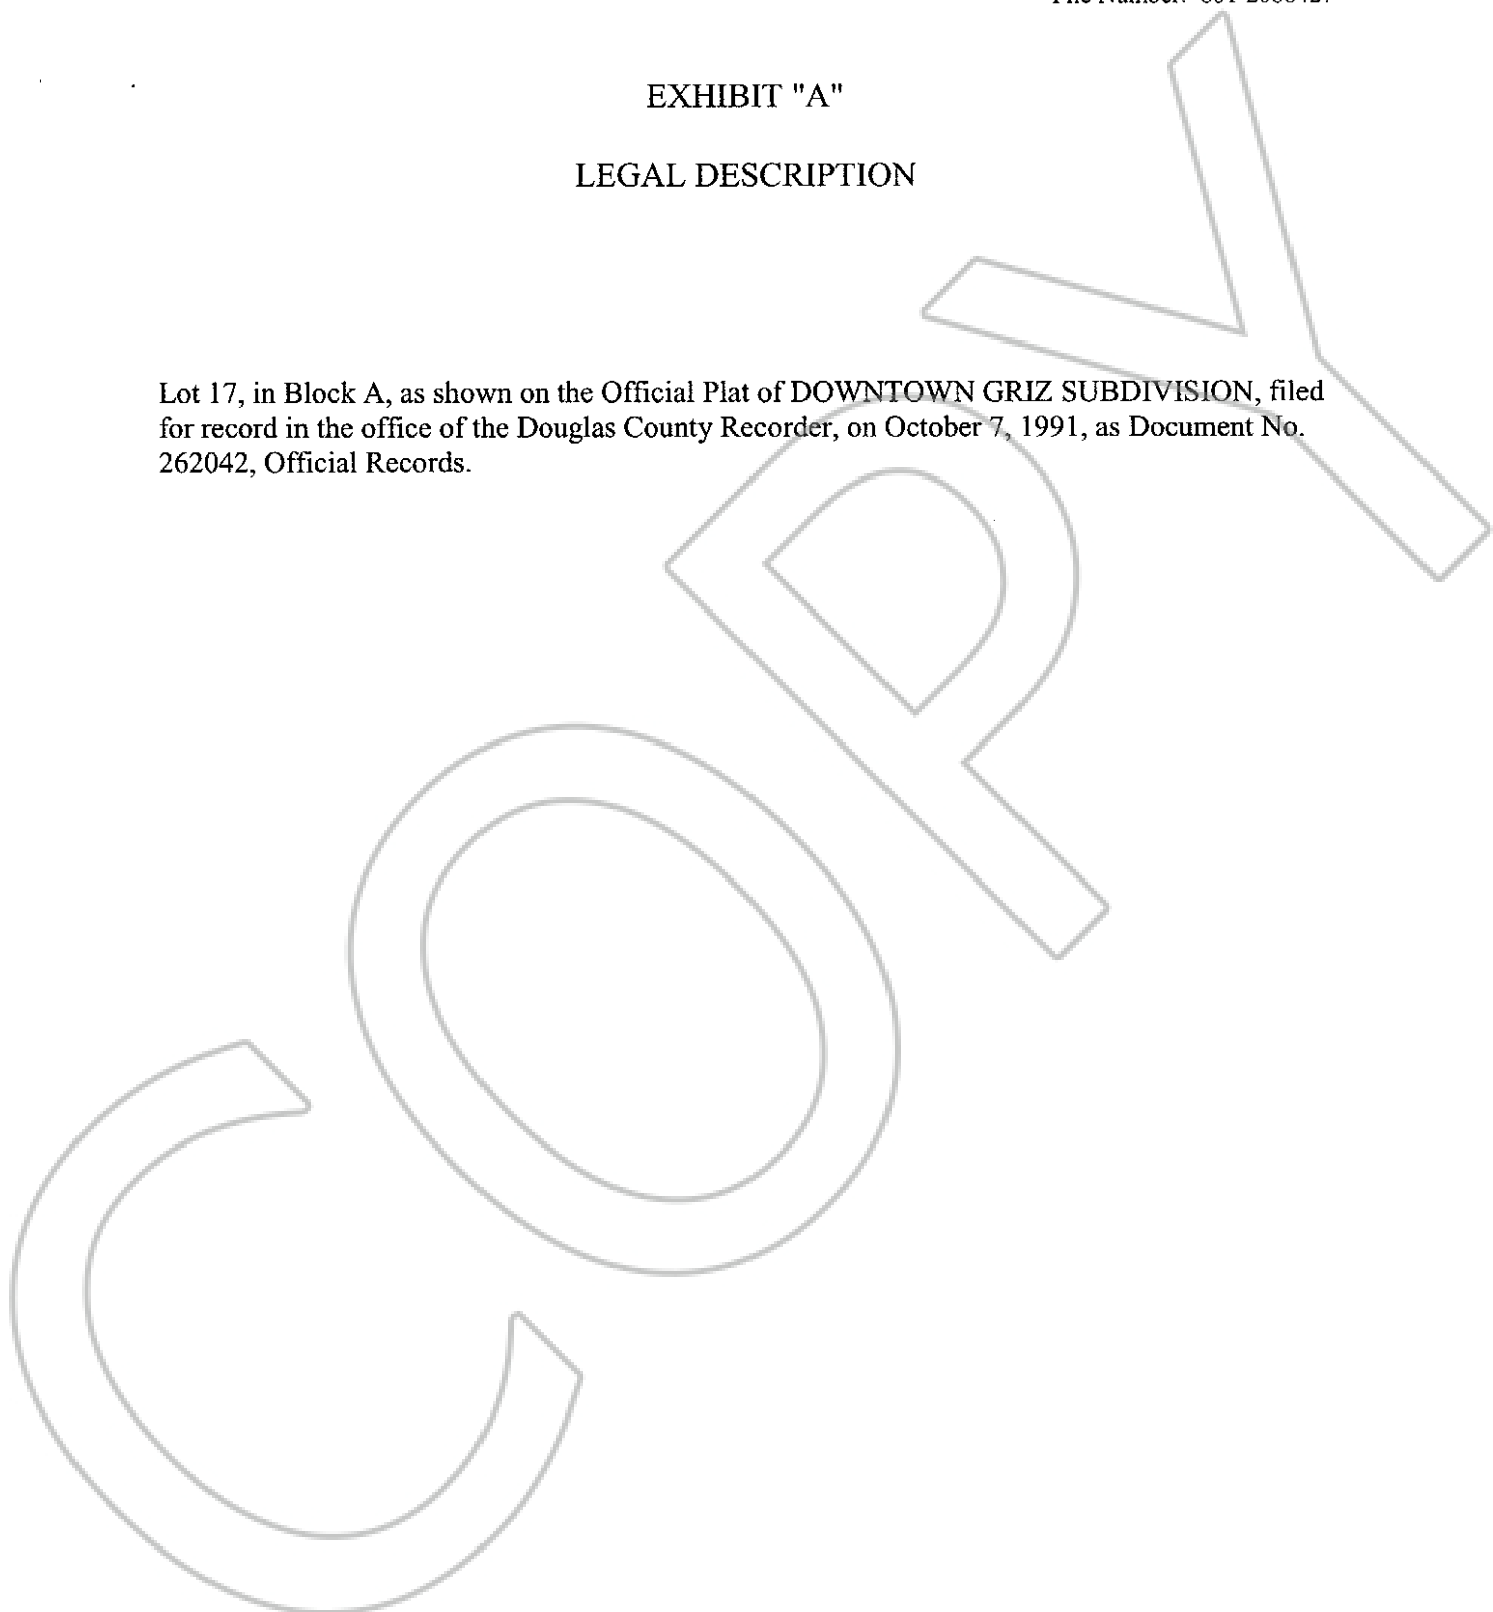 EXHIBIT "A"
LEGAL DESCRIPTION
Lot 17, in Block A, as shown on the Official Plat of DOWNTOWN GRIZ SUBDIVISION, filed
for record in the office of the Douglas County Recorder, on October 7, 1991, as Document No.
262042, Official Records.
COPY